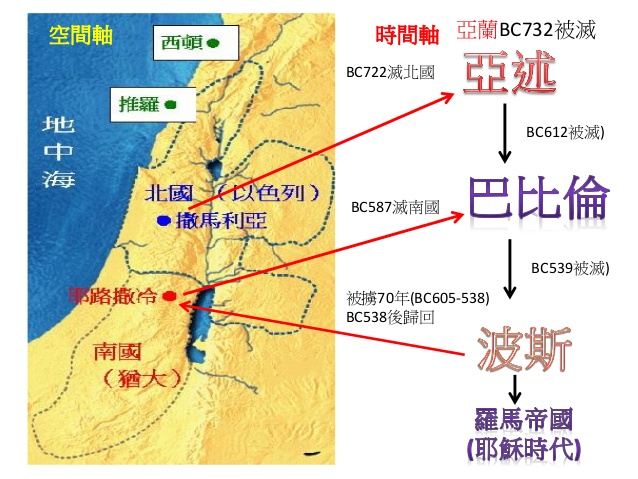 空間軸
西頓
推羅
地中海
北國 （以色列）
撒馬利亞
耶路撒冷
南國
（猶大）
時間軸
亞蘭BC732被滅
BC722滅北國
亞述
BC612被滅)
BC587滅南國
巴比倫
BC539被滅)
被擄70年(BC605-538)
BC538後歸回
波斯
羅馬帝國
(耶穌時代)